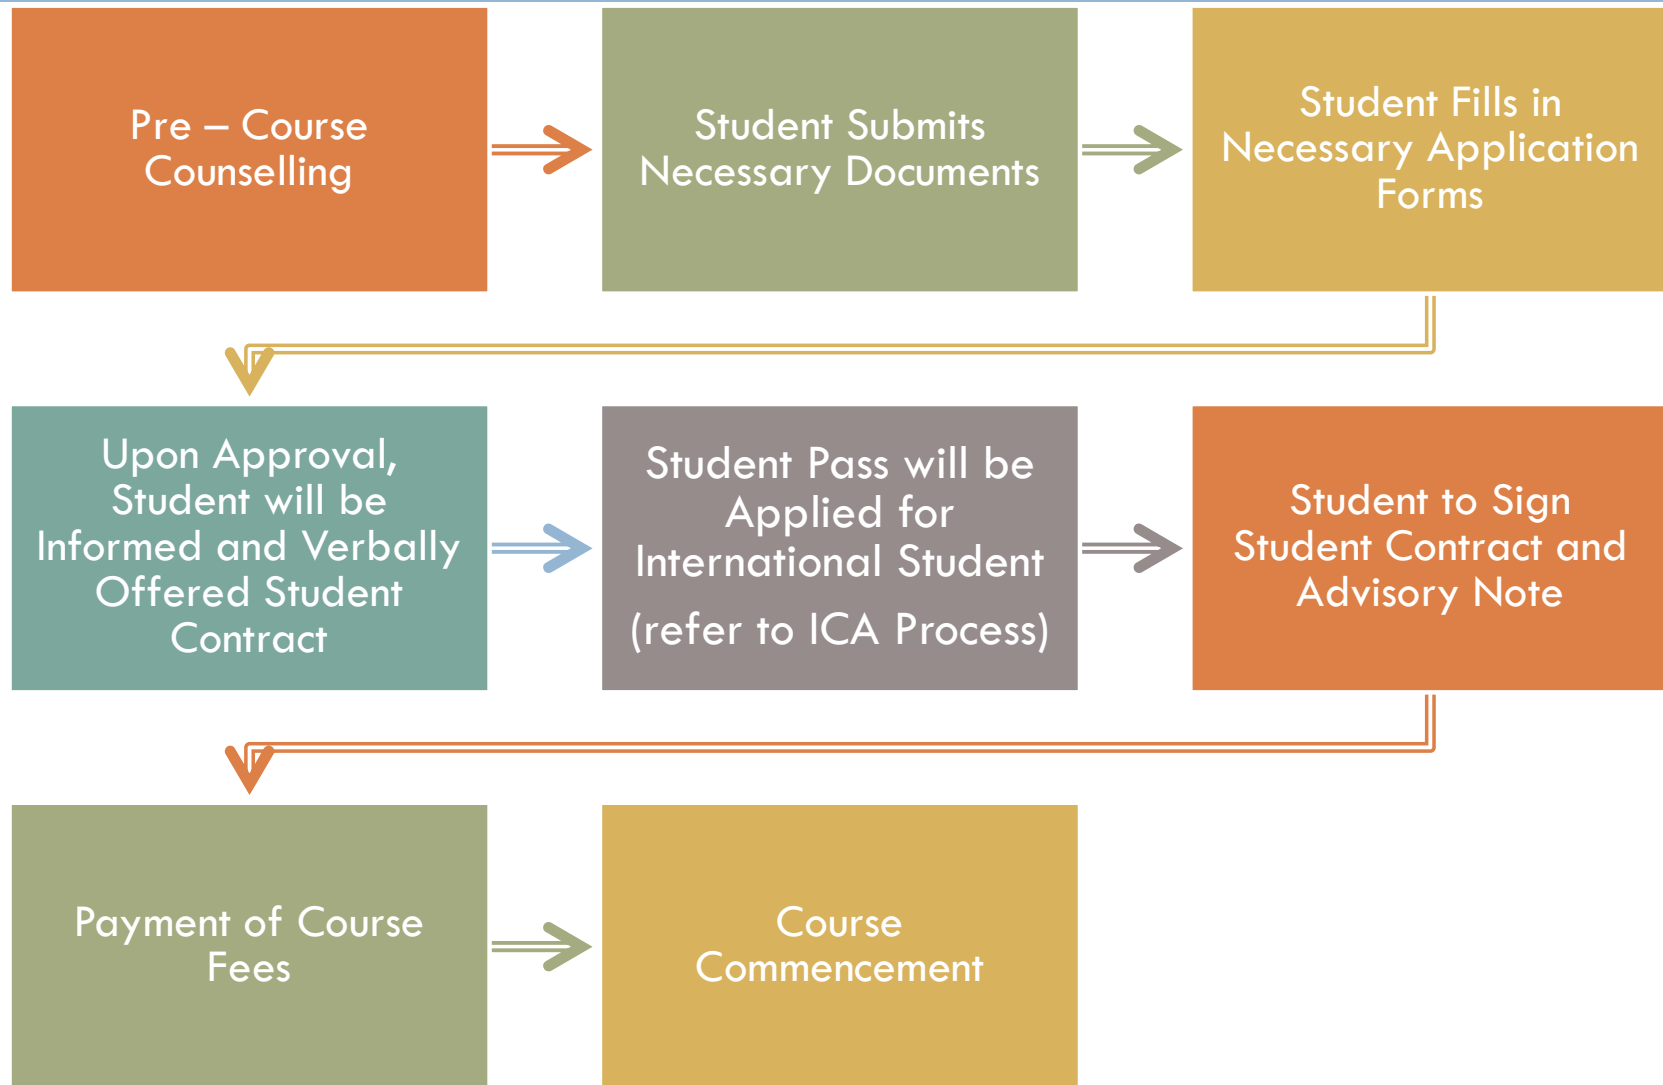 Pre – Course
Counselling
Student Submits
Necessary Documents
Student Fills in
Necessary Application
Forms
Upon Approval,
Student will be
Informed and Verbally
Offered Student
Contract
Student Pass will be
Applied for
International Student
(refer to ICA Process)
Student to Sign
Student Contract and
Advisory Note
Payment of Course
Fees
Course
Commencement